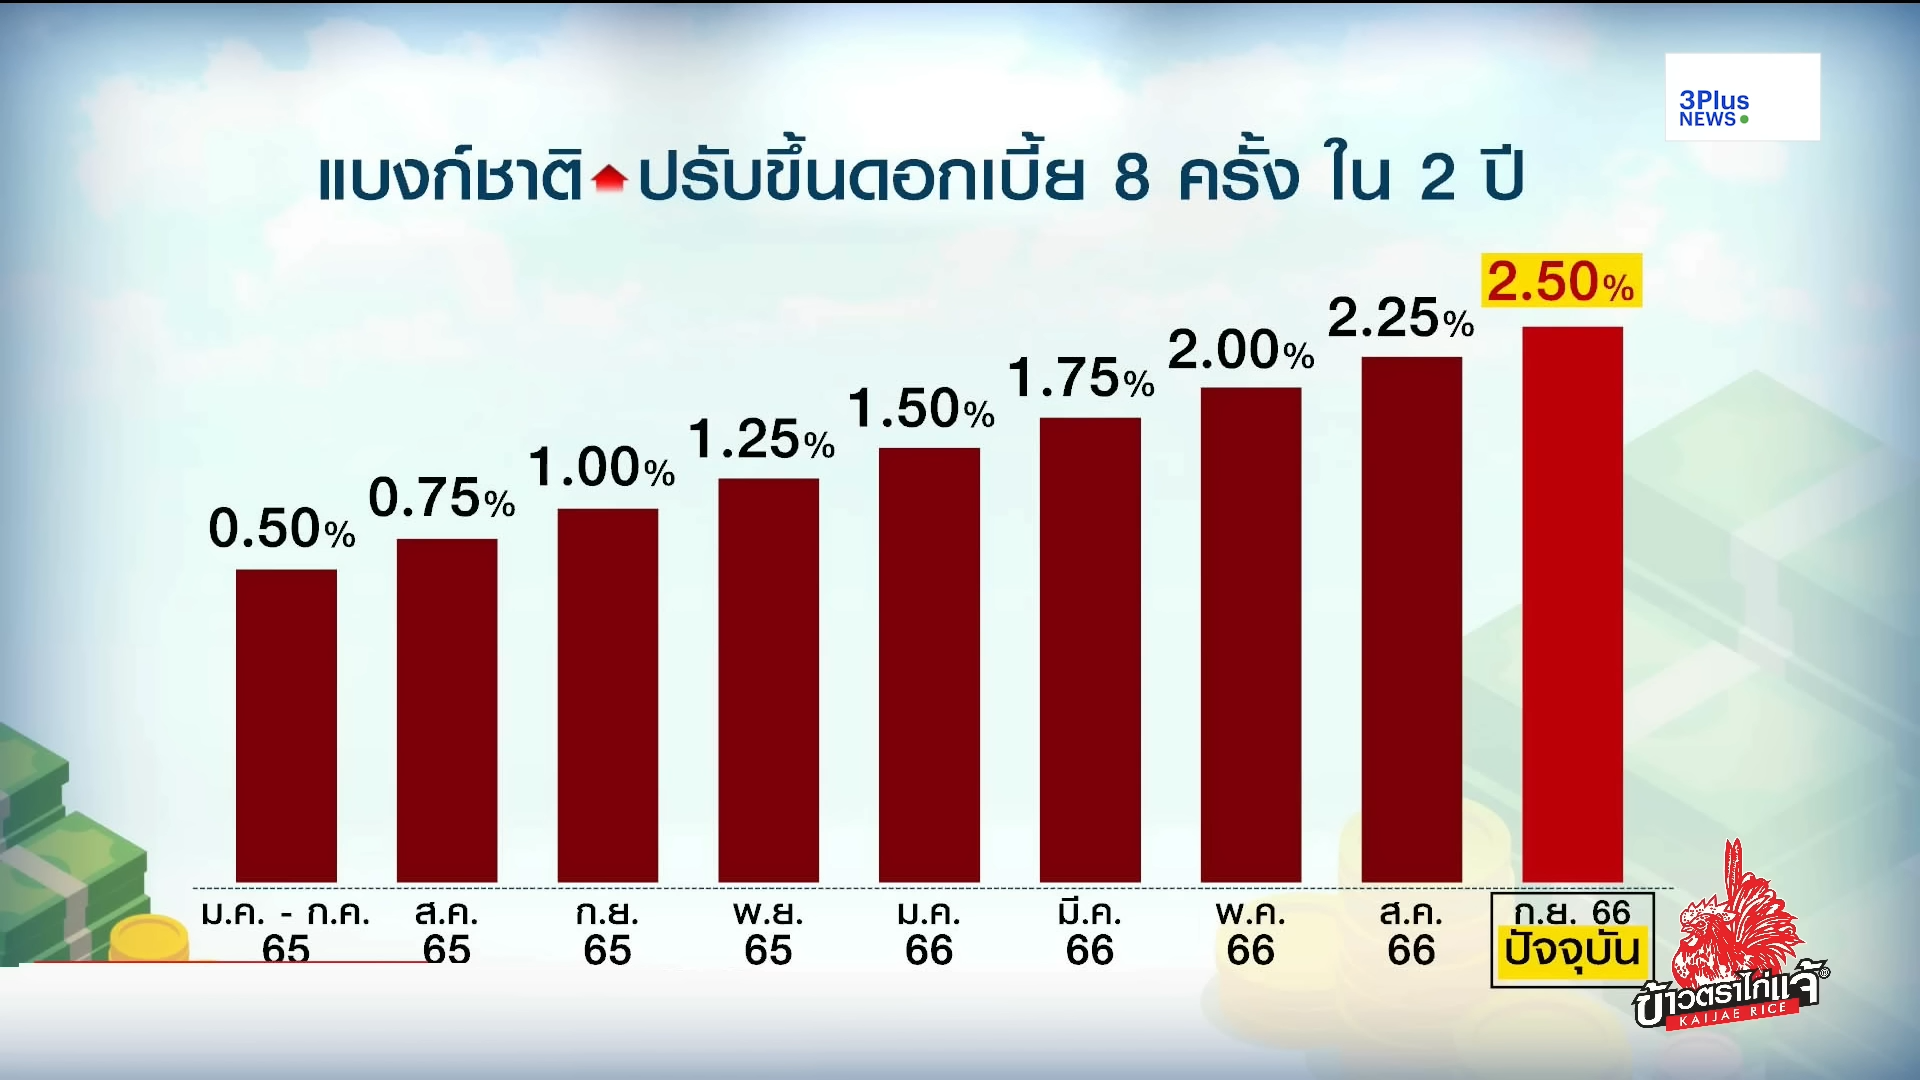 3Plus
NEWS
แบงก์ชาติ ปรับขึ้นดอกเบี้ย 8 ครั้ง ใน 2 ปี
0.50%
0.75%
1.00%
1.25%
1.50%
1.75%
2.00%
2.25%
2.50%
ม.ค. - ก.ค. 65
ส.ค. 65
ก.ย. 65
พ.ย. 65
ม.ค. 66
มี.ค. 66
พ.ค. 66
ส.ค. 66
ก.ย. 66
ปัจจุบัน
ข้าวตราไก่แจ้®
KAIJAE RICE